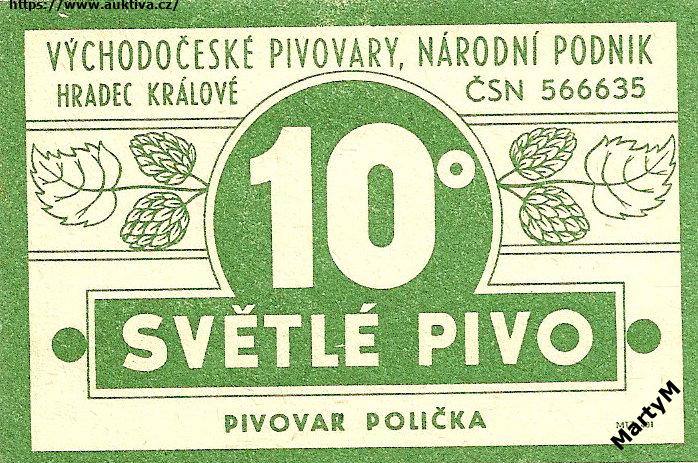 https://www.auktiva.cz/
VÝCHODOČESKÉ PIVOVARY, NÁRODNÍ PODNIK
HRADEC KRÁLOVÉ
ČSN 566635
10°
SVĚTLÉ PIVO
PIVOVAR POLIČKA
MartyM